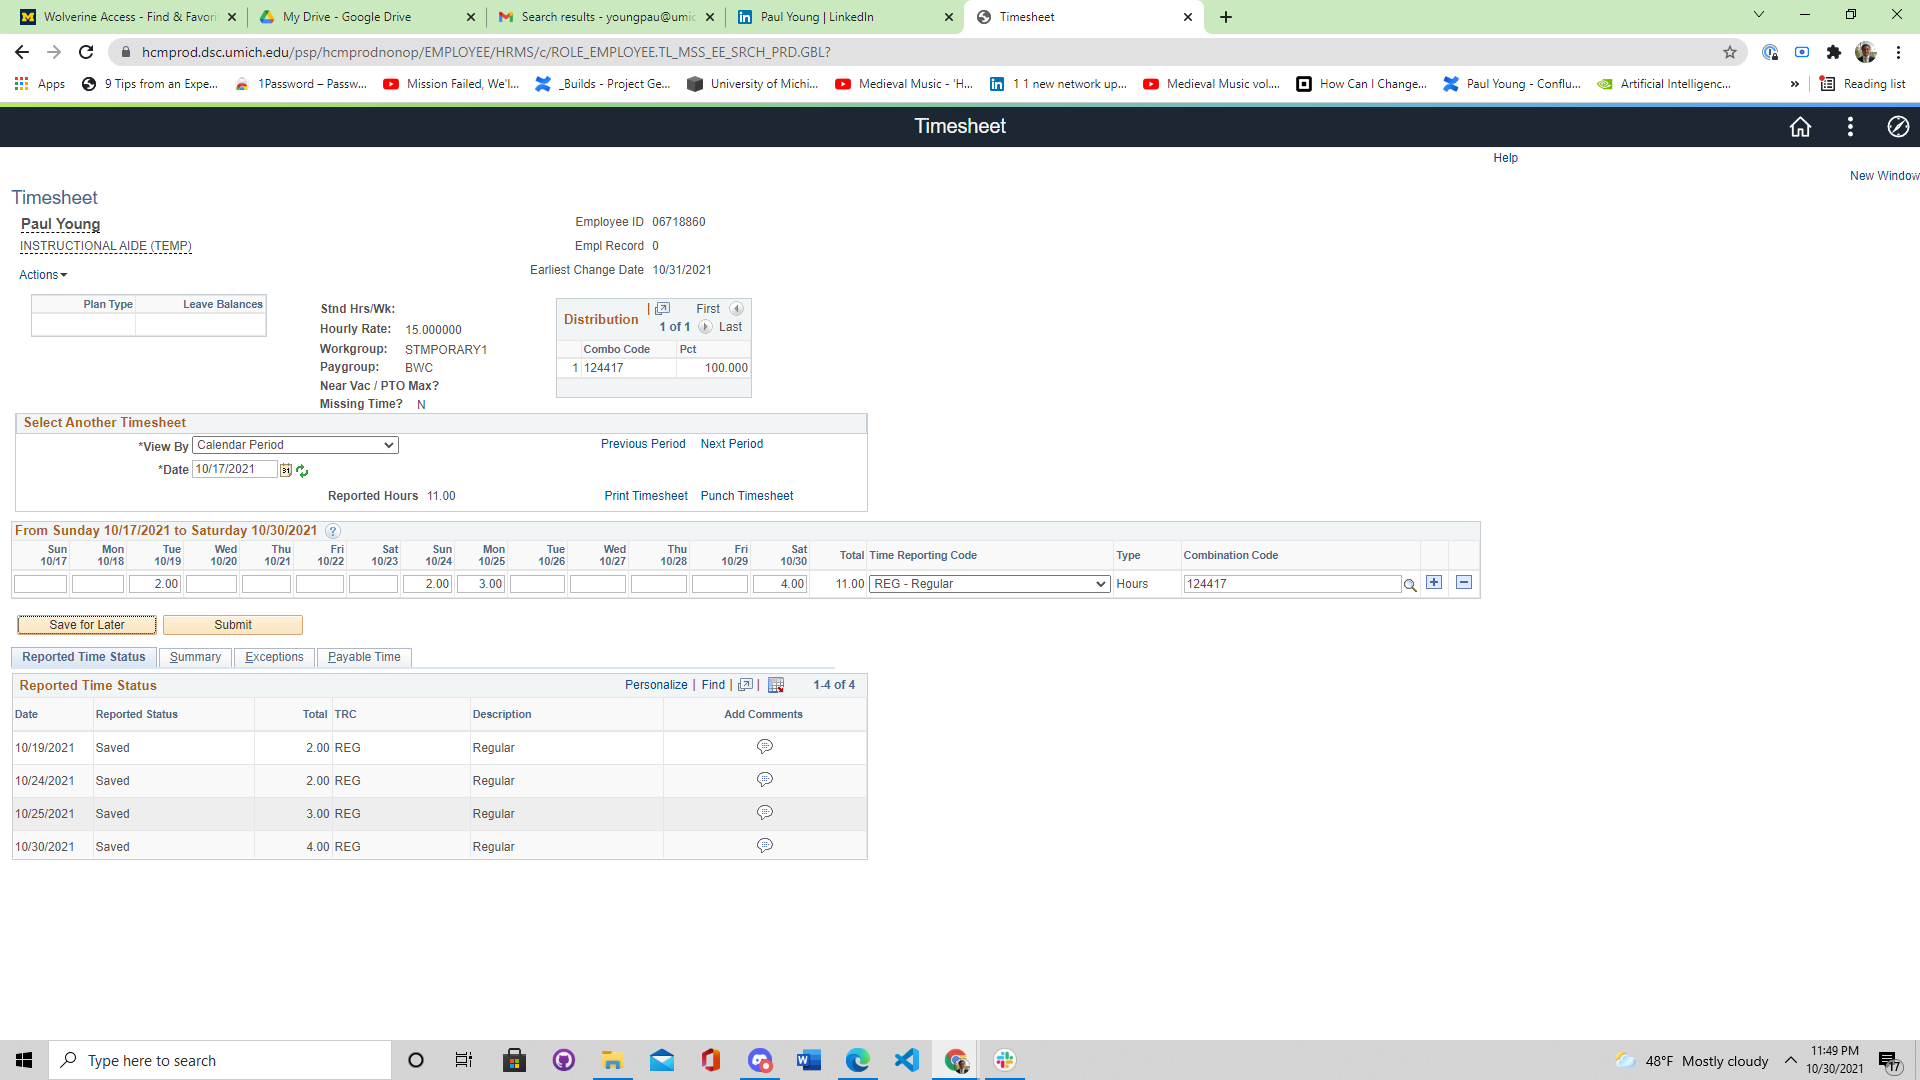 Wolverine Access - Find & Favori
My Drive - Google Drive
Search results - youngpau@umic
Paul Young | LinkedIn
Timesheet
hcmprod.dsc.umich.edu/psp/hcmprodnonop/EMPLOYEE/HRMS/c/ROLE_EMPLOYEE.TL_MSS_EE_SRCH_PRD.GBL?
Apps 9 Tips from an Expe... 1Password – Passw... Mission Failed, We'l... _Builds - Project Ge... University of Michi... Medieval Music - 'H... 1 1 new network up... Medieval Music vol.... How Can I Change... Paul Young - Conflu... Artificial Intelligenc... » Reading list
Timesheet
Help
New Window
Timesheet
Paul Young
INSTRUCTIONAL AIDE (TEMP)
Actions
Employee ID 06718860
Empl Record 0
Earliest Change Date 10/31/2021
Plan Type Leave Balances
Stnd Hrs/Wk:
Hourly Rate: 15.000000
Workgroup: STMPORARY1
Paygroup: BWC
Near Vac / PTO Max?
Missing Time? N
Distribution | First
1 of 1 Last
Combo Code Pct
1 124417 100.000
Select Another Timesheet
*View By Calendar Period
Previous Period Next Period
*Date 10/17/2021
Reported Hours 11.00
Print Timesheet Punch Timesheet
From Sunday 10/17/2021 to Saturday 10/30/2021 ?
Sun Mon Tue Wed Thu Fri Sat Sun Mon Tue Wed Thu Fri Sat
10/17 10/18 10/19 10/20 10/21 10/22 10/23 10/24 10/25 10/26 10/27 10/28 10/29 10/30
Total Time Reporting Code Type Combination Code
2.00 2.00 3.00 4.00 11.00 REG - Regular Hours 124417
Save for Later Submit
Reported Time Status Summary Exceptions Payable Time
Reported Time Status Personalize | Find | | 1-4 of 4
Date Reported Status Total TRC Description Add Comments
10/19/2021 Saved 2.00 REG Regular
10/24/2021 Saved 2.00 REG Regular
10/25/2021 Saved 3.00 REG Regular
10/30/2021 Saved 4.00 REG Regular
Type here to search
48°F Mostly cloudy
11:49 PM
10/30/2021
17